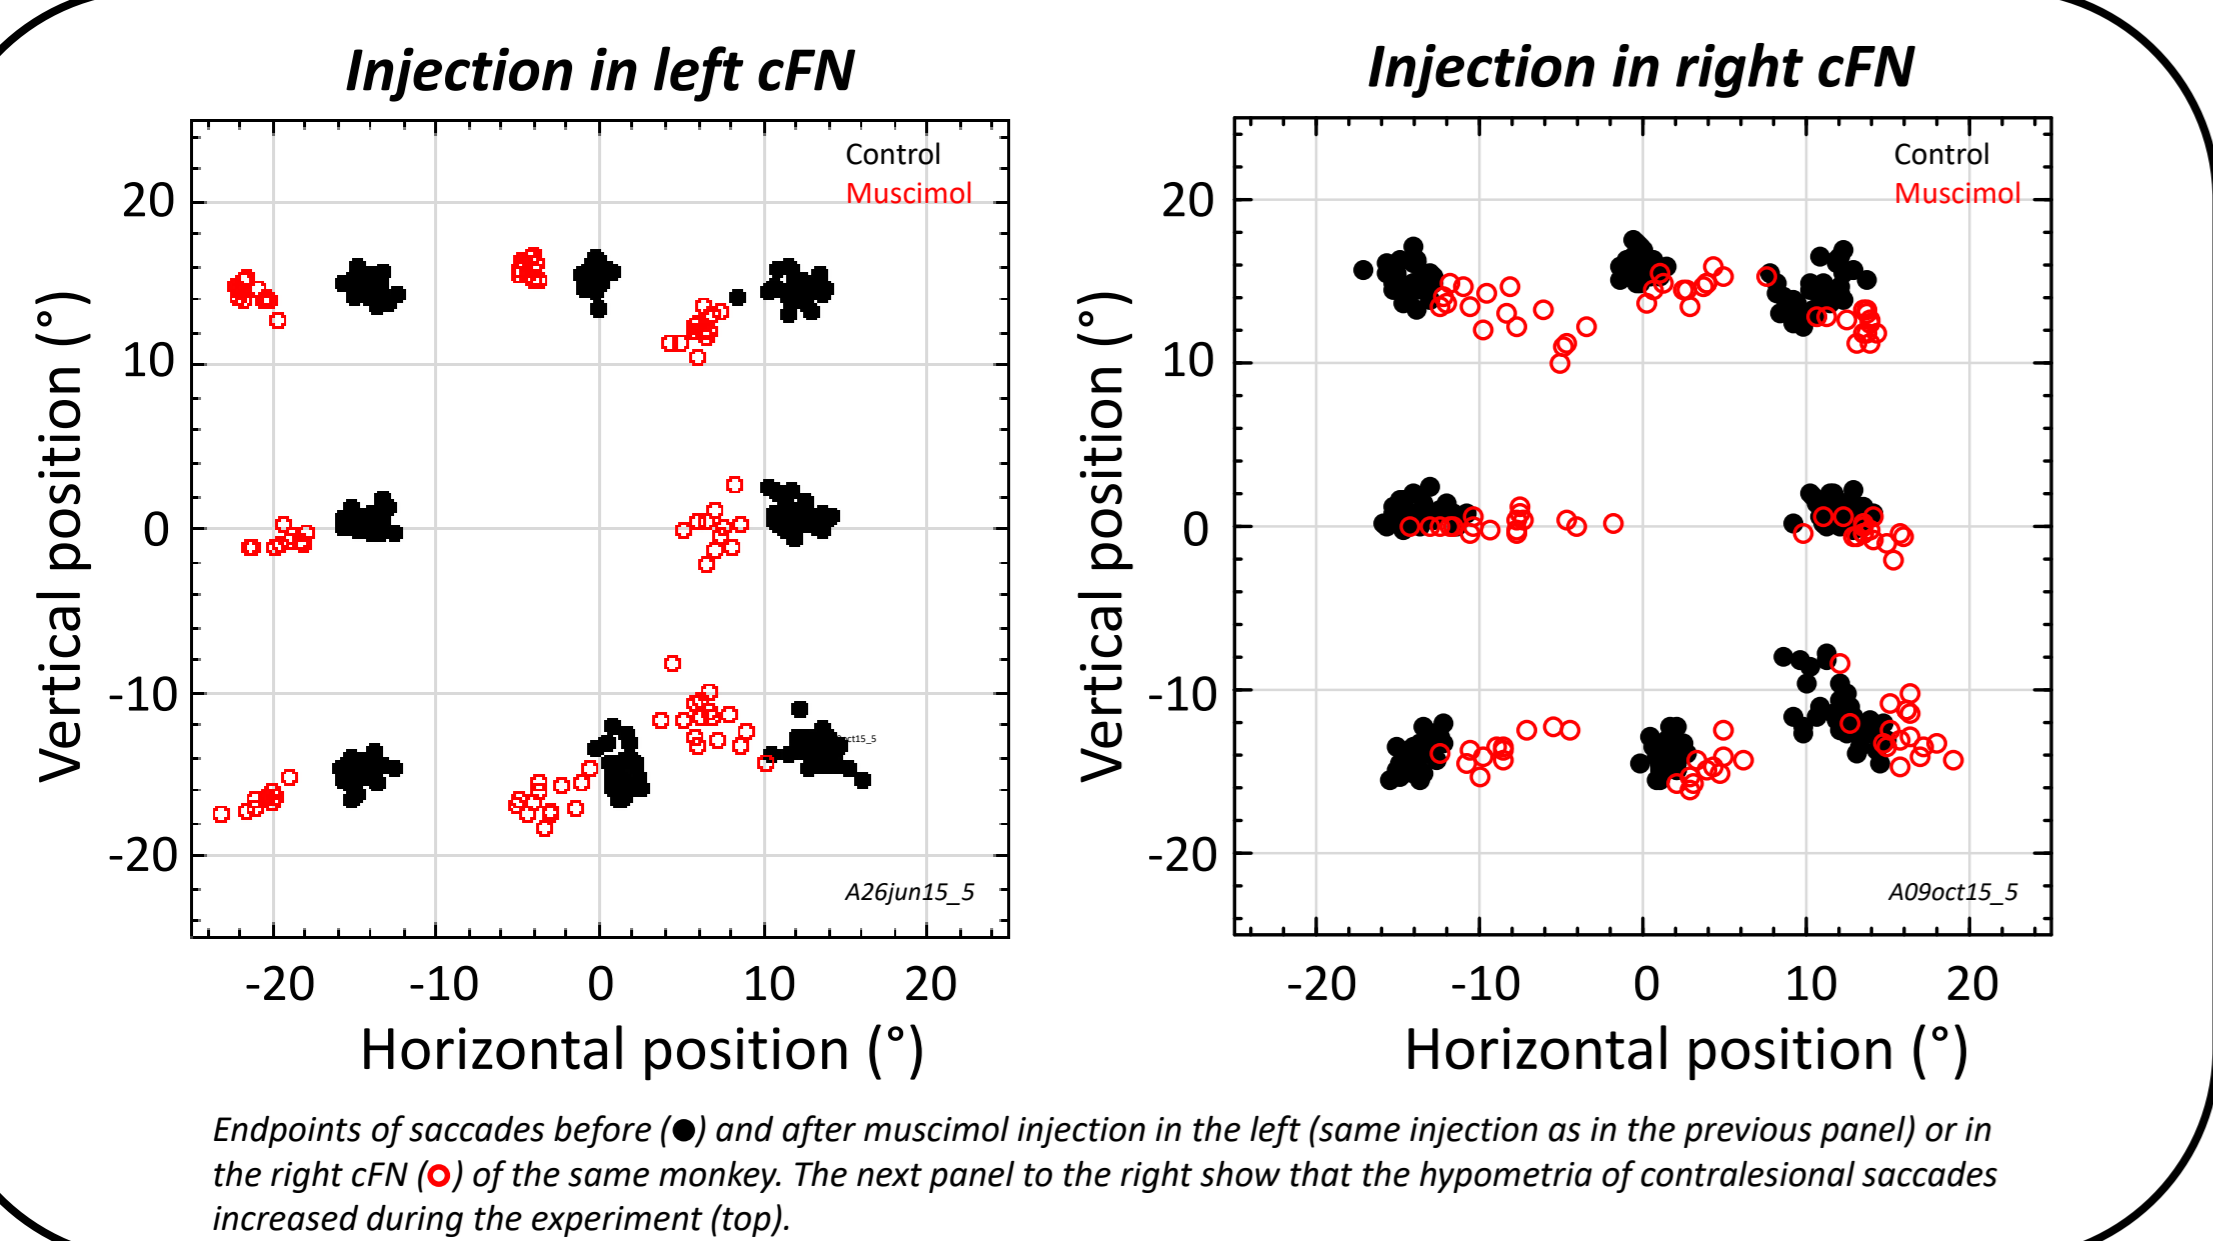 Injection in left cFN
Injection in right cFN
Control
Muscimol
20
10
0
-10
-20
Vertical position (°)
oct15_5
A26jun15_5
-20 -10 0 10 20
Horizontal position (°)
Control
Muscimol
20
10
0
-10
-20
Vertical position (°)
A09oct15_5
-20 -10 0 10 20
Horizontal position (°)
Endpoints of saccades before (●) and after muscimol injection in the left (same injection as in the previous panel) or in
the right cFN (○) of the same monkey. The next panel to the right show that the hypometria of contralesional saccades
increased during the experiment (top).